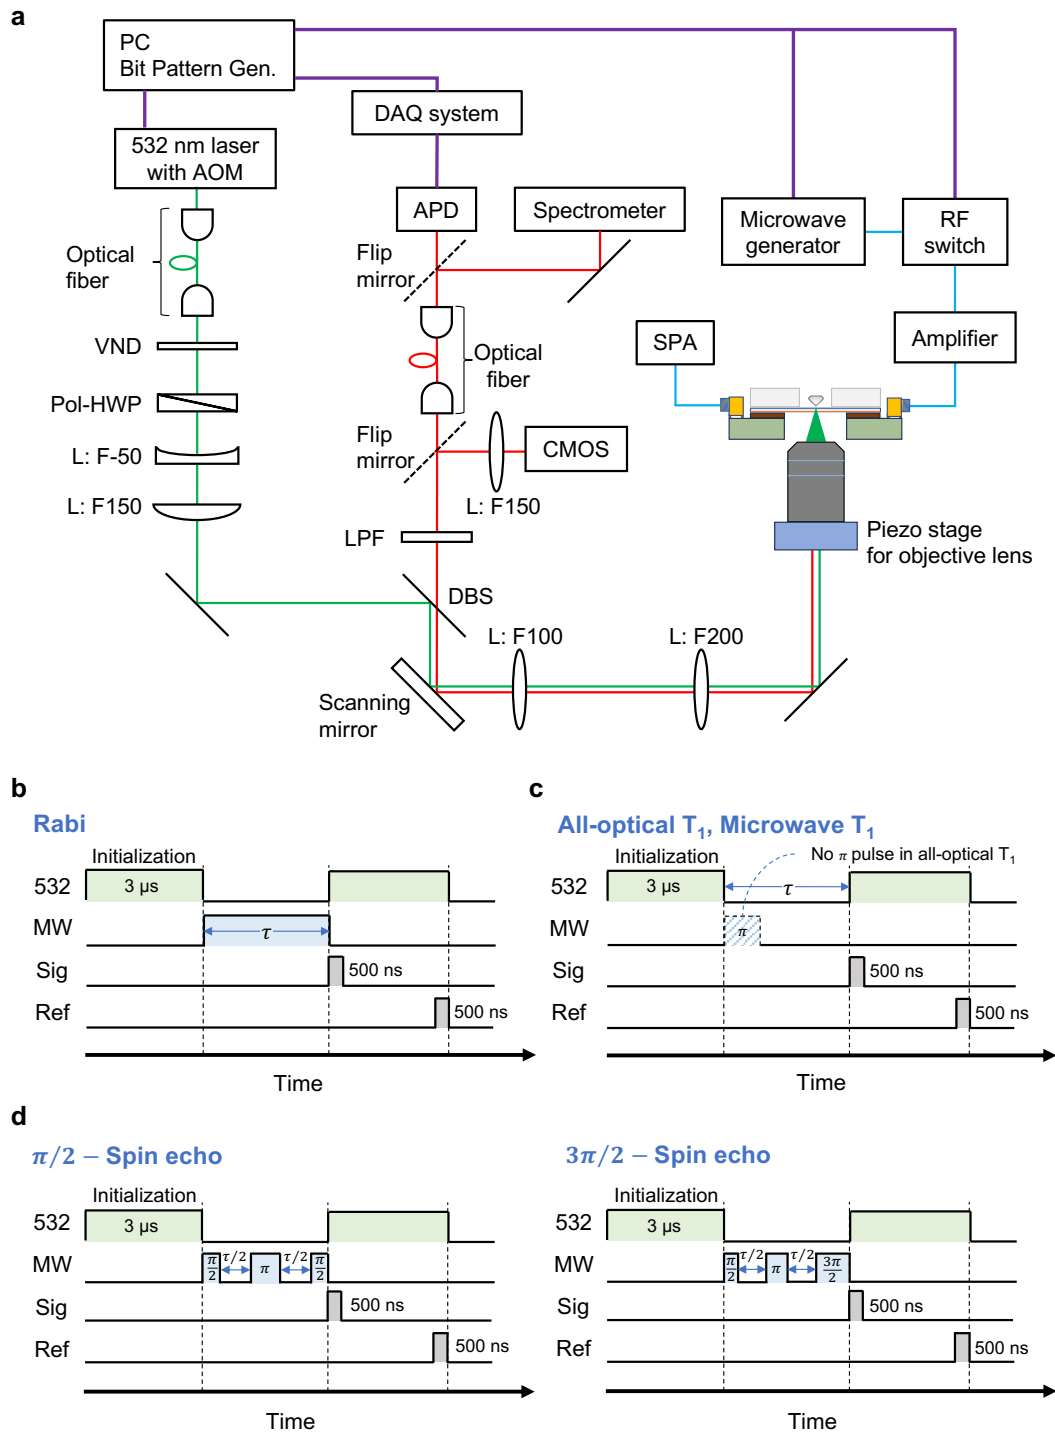 a
PC
Bit Pattern Gen.
DAQ system
532 nm laser
with AOM
APD
Spectrometer
Microwave
generator
RF
switch
Optical
fiber
Flip
mirror
VND
Optical
fiber
SPA
Amplifier
Pol-HWP
Flip
mirror
CMOS
L: F-50
L: F150
L: F150
LPF
Piezo stage
for objective lens
DBS
L: F100
L: F200
Scanning
mirror
b
Rabi
Initialization
532
3 μs
MW
τ
Sig
500 ns
Ref
500 ns
Time
c
All-optical T₁, Microwave T₁
No π pulse in all-optical T₁
Initialization
532
3 μs
τ
MW
π
Sig
500 ns
Ref
500 ns
Time
d
π/2 − Spin echo
Initialization
532
3 μs
MW
π/2
τ/2
π
τ/2
π/2
Sig
500 ns
Ref
500 ns
Time
3π/2 − Spin echo
Initialization
532
3 μs
MW
π/2
τ/2
π
τ/2
3π/2
Sig
500 ns
Ref
500 ns
Time